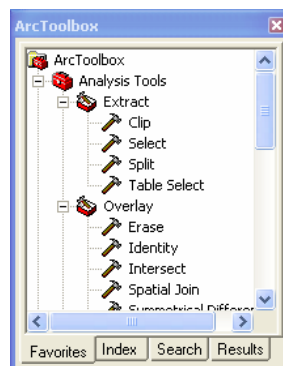 ArcToolbox
ArcToolbox
Analysis Tools
Extract
Clip
Select
Split
Table Select
Overlay
Erase
Identity
Intersect
Spatial Join
Symmetrical
Favorites Index Search Results